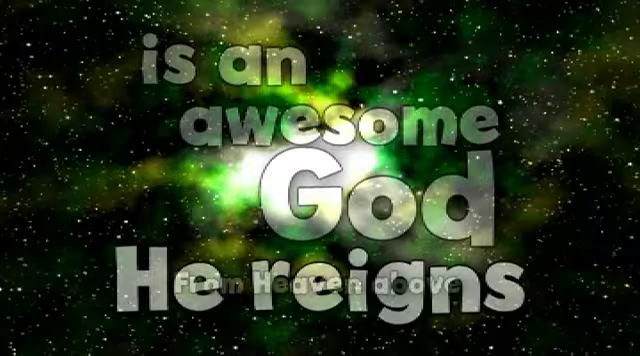 is an
awesome
God
He reigns
From Heaven above